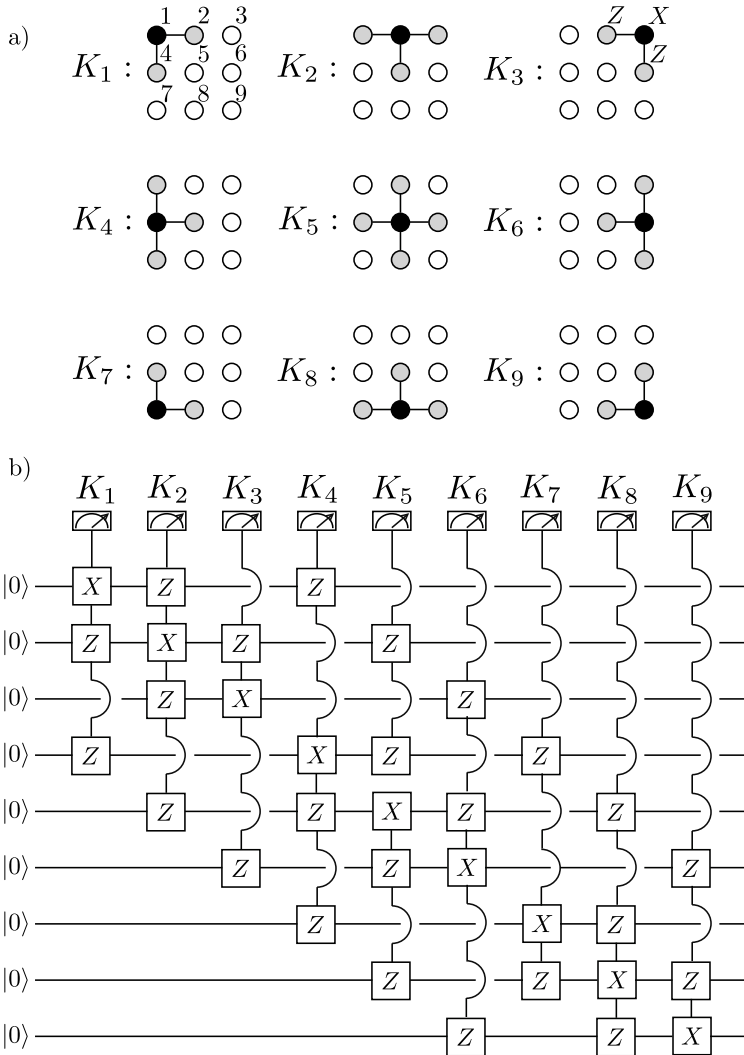 a)
1 2 3
4 5 6
7 8 9
K₁ : K₂ : K₃ : Z X Z
K₄ : K₅ : K₆ :
K₇ : K₈ : K₉ :
b)
K₁ K₂ K₃ K₄ K₅ K₆ K₇ K₈ K₉
|0⟩ X Z Z
|0⟩ Z X Z Z
|0⟩ Z X Z
|0⟩ Z X Z Z
|0⟩ Z Z X Z Z
|0⟩ Z Z X Z
|0⟩ Z X Z
|0⟩ Z Z X Z
|0⟩ Z Z X